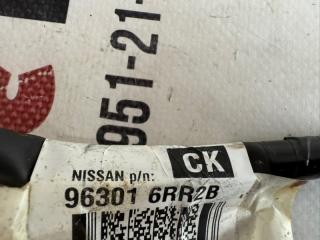 951-21-
CK
NISSAN p/n:
96301 6RR2B